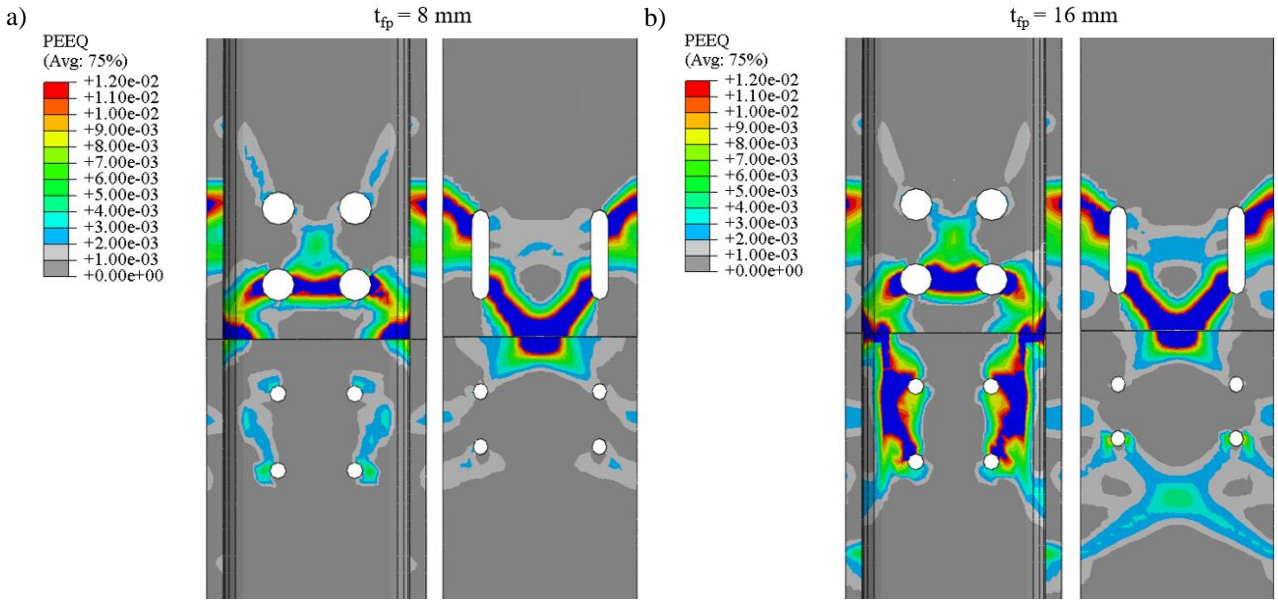 a)
t_fp = 8 mm
PEEQ
(Avg: 75%)
+1.20e-02
+1.10e-02
+1.00e-02
+9.00e-03
+8.00e-03
+7.00e-03
+6.00e-03
+5.00e-03
+4.00e-03
+3.00e-03
+2.00e-03
+1.00e-03
+0.00e+00
b)
t_fp = 16 mm
PEEQ
(Avg: 75%)
+1.20e-02
+1.10e-02
+1.00e-02
+9.00e-03
+8.00e-03
+7.00e-03
+6.00e-03
+5.00e-03
+4.00e-03
+3.00e-03
+2.00e-03
+1.00e-03
+0.00e+00